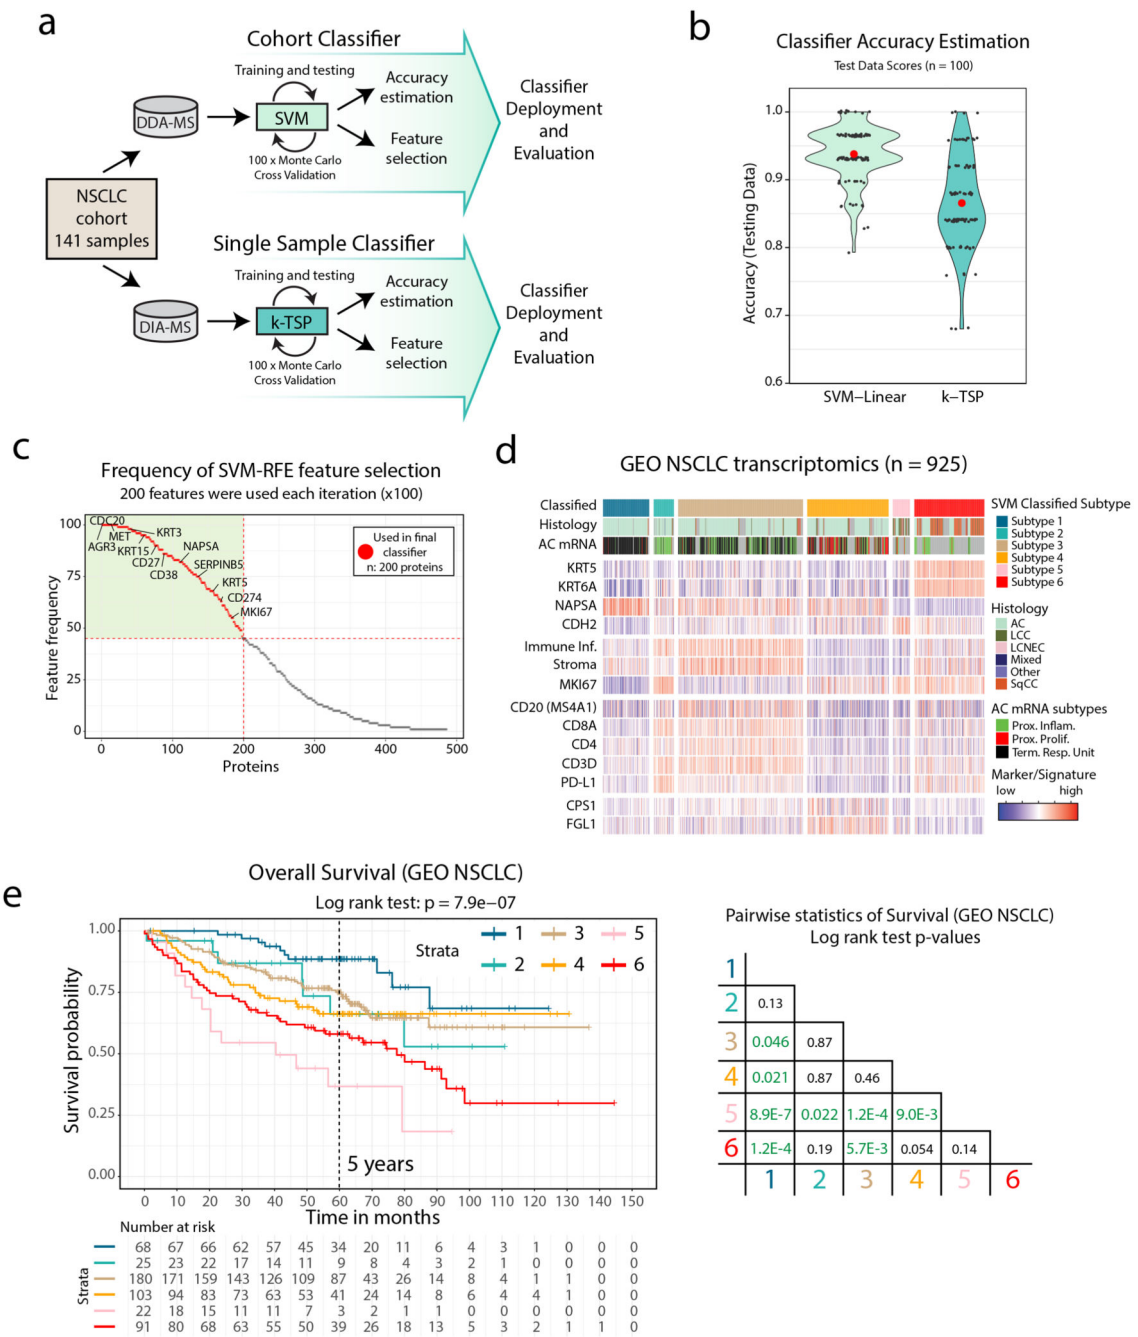 a
Cohort Classifier
Training and testing
DDA-MS
SVM
100 x Monte Carlo
Cross Validation
Accuracy
estimation
Feature
selection
Classifier
Deployment
and
Evaluation
NSCLC
cohort
141 samples
Single Sample Classifier
Training and testing
DIA-MS
k-TSP
100 x Monte Carlo
Cross Validation
Accuracy
estimation
Feature
selection
Classifier
Deployment
and
Evaluation
b
Classifier Accuracy Estimation
Test Data Scores (n = 100)
Accuracy (Testing Data)
1.0
0.9
0.8
0.7
0.6
SVM−Linear
k−TSP
c
Frequency of SVM-RFE feature selection
200 features were used each iteration (x100)
Feature frequency
100
75
50
25
0
CDC20
MET
KRT3
AGR3
KRT15
NAPSA
CD27
CD38
SERPINB5
KRT5
CD274
MKI67
Used in final
classifier
n: 200 proteins
0
100
200
300
400
500
Proteins
d
GEO NSCLC transcriptomics (n = 925)
Classified
Histology
AC mRNA
KRT5
KRT6A
NAPSA
CDH2
Immune Inf.
Stroma
MKI67
CD20 (MS4A1)
CD8A
CD4
CD3D
PD-L1
CPS1
FGL1
SVM Classified Subtype
Subtype 1
Subtype 2
Subtype 3
Subtype 4
Subtype 5
Subtype 6
Histology
AC
LCC
LCNEC
Mixed
Other
SqCC
AC mRNA subtypes
Prox. Inflam.
Prox. Prolif.
Term. Resp. Unit
Marker/Signature
low high
e
Overall Survival (GEO NSCLC)
Log rank test: p = 7.9e−07
Strata
1 3 5
2 4 6
Survival probability
1.00
0.75
0.50
0.25
0.00
5 years
0 10 20 30 40 50 60 70 80 90 100 110 120 130 140 150
Time in months
Number at risk
Strata
68 67 66 62 57 45 34 20 11 6 4 3 1 0 0 0
25 23 22 17 14 11 9 8 4 3 2 1 0 0 0 0
180 171 159 143 126 109 87 43 26 14 8 4 1 1 0 0
103 94 83 73 63 53 41 24 14 8 6 4 4 1 0 0
22 18 15 11 11 7 3 2 1 1 0 0 0 0 0 0
91 80 68 63 55 50 39 26 18 13 5 3 2 1 1 0
Pairwise statistics of Survival (GEO NSCLC)
Log rank test p-values
1
2 0.13
3 0.046 0.87
4 0.021 0.87 0.46
5 8.9E-7 0.022 1.2E-4 9.0E-3
6 1.2E-4 0.19 5.7E-3 0.054 0.14
1 2 3 4 5 6